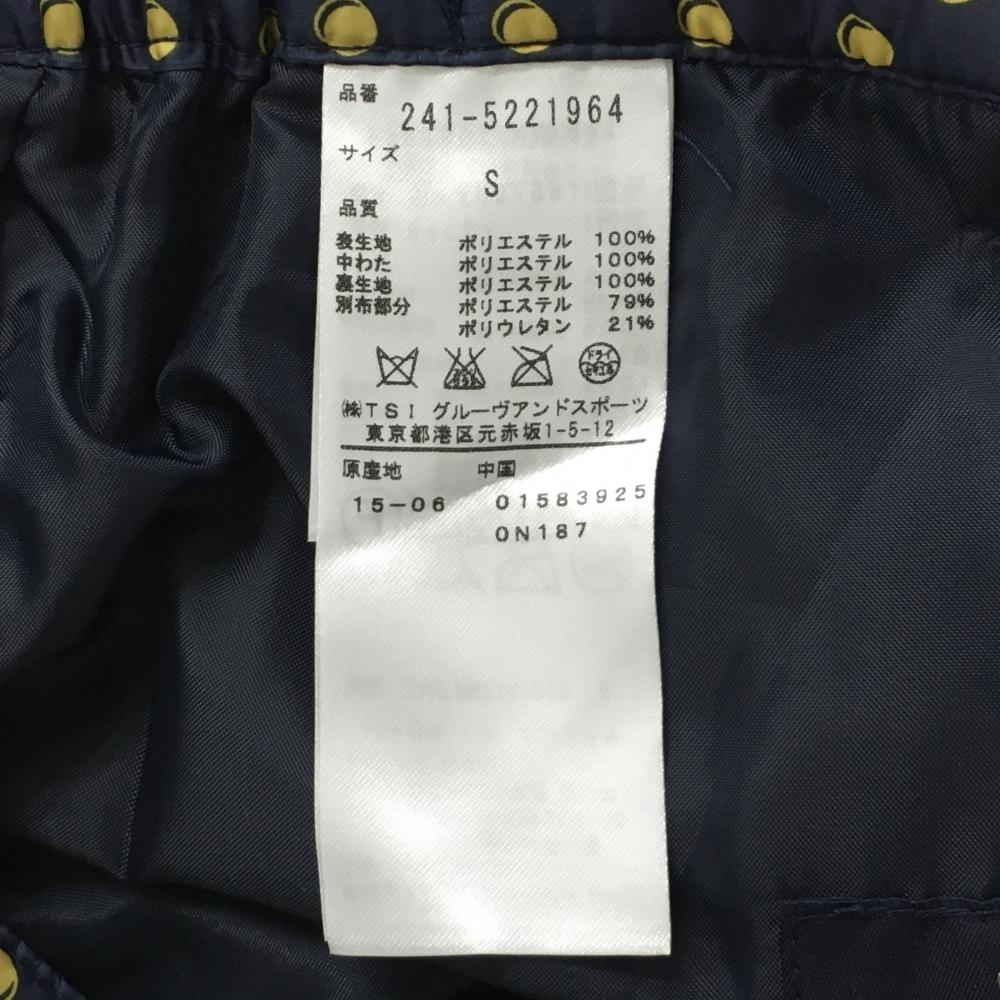 品番
241-5221964
サイズ
S
品質
表生地 ポリエステル 100%
中わた ポリエステル 100%
裏生地 ポリエステル 100%
別布部分 ポリエステル 79%
ポリウレタン 21%
ドライ
㈱TSI グルーヴアンドスポーツ
東京都港区元赤坂1-5-12
原産地 中国
15-06 01583925
0N187